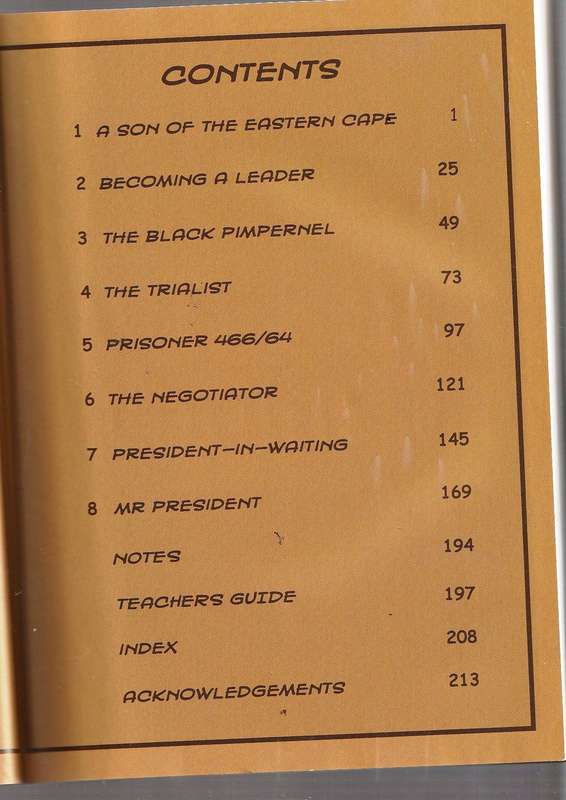 CONTENTS
1 A SON OF THE EASTERN CAPE 1
2 BECOMING A LEADER 25
3 THE BLACK PIMPERNEL 49
4 THE TRIALIST 73
5 PRISONER 466/64 97
6 THE NEGOTIATOR 121
7 PRESIDENT-IN-WAITING 145
8 MR PRESIDENT 169
NOTES 194
TEACHERS GUIDE 197
INDEX 208
ACKNOWLEDGEMENTS 213